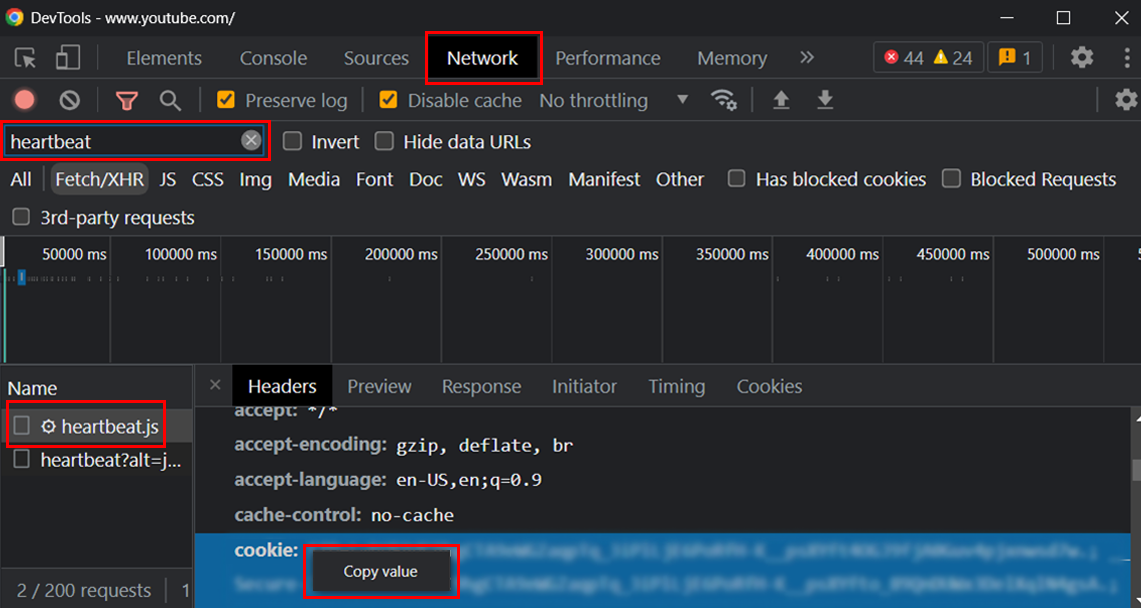 DevTools - www.youtube.com/
Elements Console Sources Network Performance Memory » 44 24 1
Preserve log Disable cache No throttling
heartbeat Invert Hide data URLs
All Fetch/XHR JS CSS Img Media Font Doc WS Wasm Manifest Other Has blocked cookies Blocked Requests
3rd-party requests
50000 ms 100000 ms 150000 ms 200000 ms 250000 ms 300000 ms 350000 ms 400000 ms 450000 ms 500000 ms
Name Headers Preview Response Initiator Timing Cookies
accept: */*
heartbeat.js
accept-encoding: gzip, deflate, br
heartbeat?alt=j...
accept-language: en-US,en;q=0.9
cache-control: no-cache
cookie:
Copy value
Secure
2 / 200 requests 1